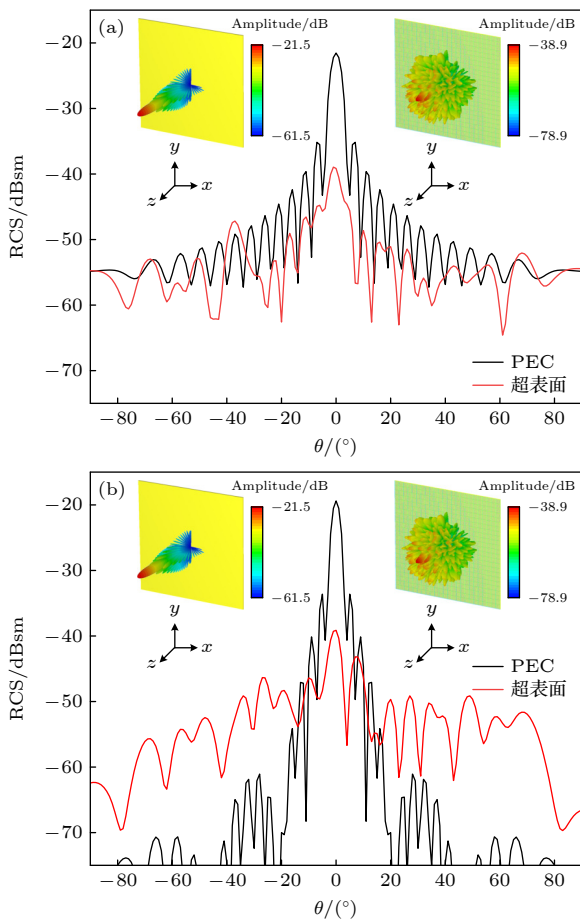 (a)
Amplitude/dB
−21.5
−61.5
Amplitude/dB
−38.9
−78.9
y
x
z
y
x
z
RCS/dBsm
−20
−30
−40
−50
−60
−70
PEC
超表面
−80 −60 −40 −20 0 20 40 60 80
θ/(°)
(b)
Amplitude/dB
−21.5
−61.5
Amplitude/dB
−38.9
−78.9
y
x
z
y
x
z
RCS/dBsm
−20
−30
−40
−50
−60
−70
PEC
超表面
−80 −60 −40 −20 0 20 40 60 80
θ/(°)